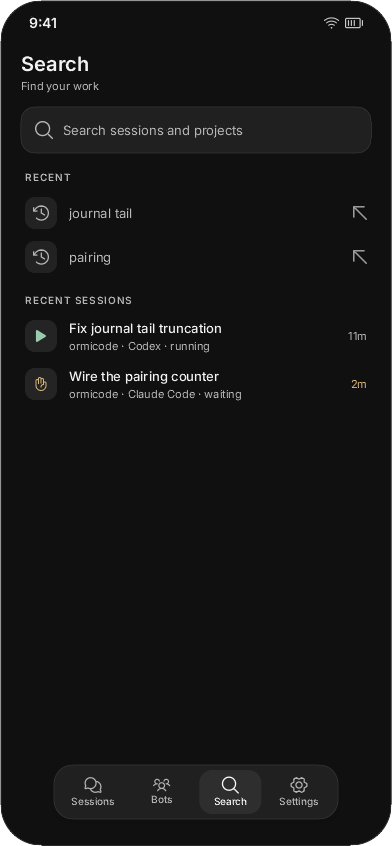 9:41
Search
Find your work
Search sessions and projects
RECENT
journal tail
pairing
RECENT SESSIONS
Fix journal tail truncation
ormicode · Codex · running
11m
Wire the pairing counter
ormicode · Claude Code · waiting
2m
Sessions
Bots
Search
Settings